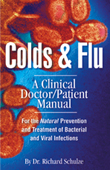 Colds & Flu
A Clinical
Doctor/Patient
Manual
For the Natural Prevention
and Treatment of Bacterial
and Viral Infections
By Dr. Richard Schulze